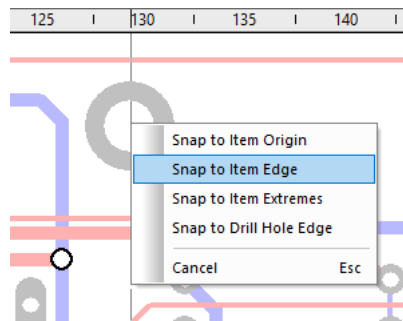 125 130 135 140
Snap to Item Origin
Snap to Item Edge
Snap to Item Extremes
Snap to Drill Hole Edge
Cancel Esc